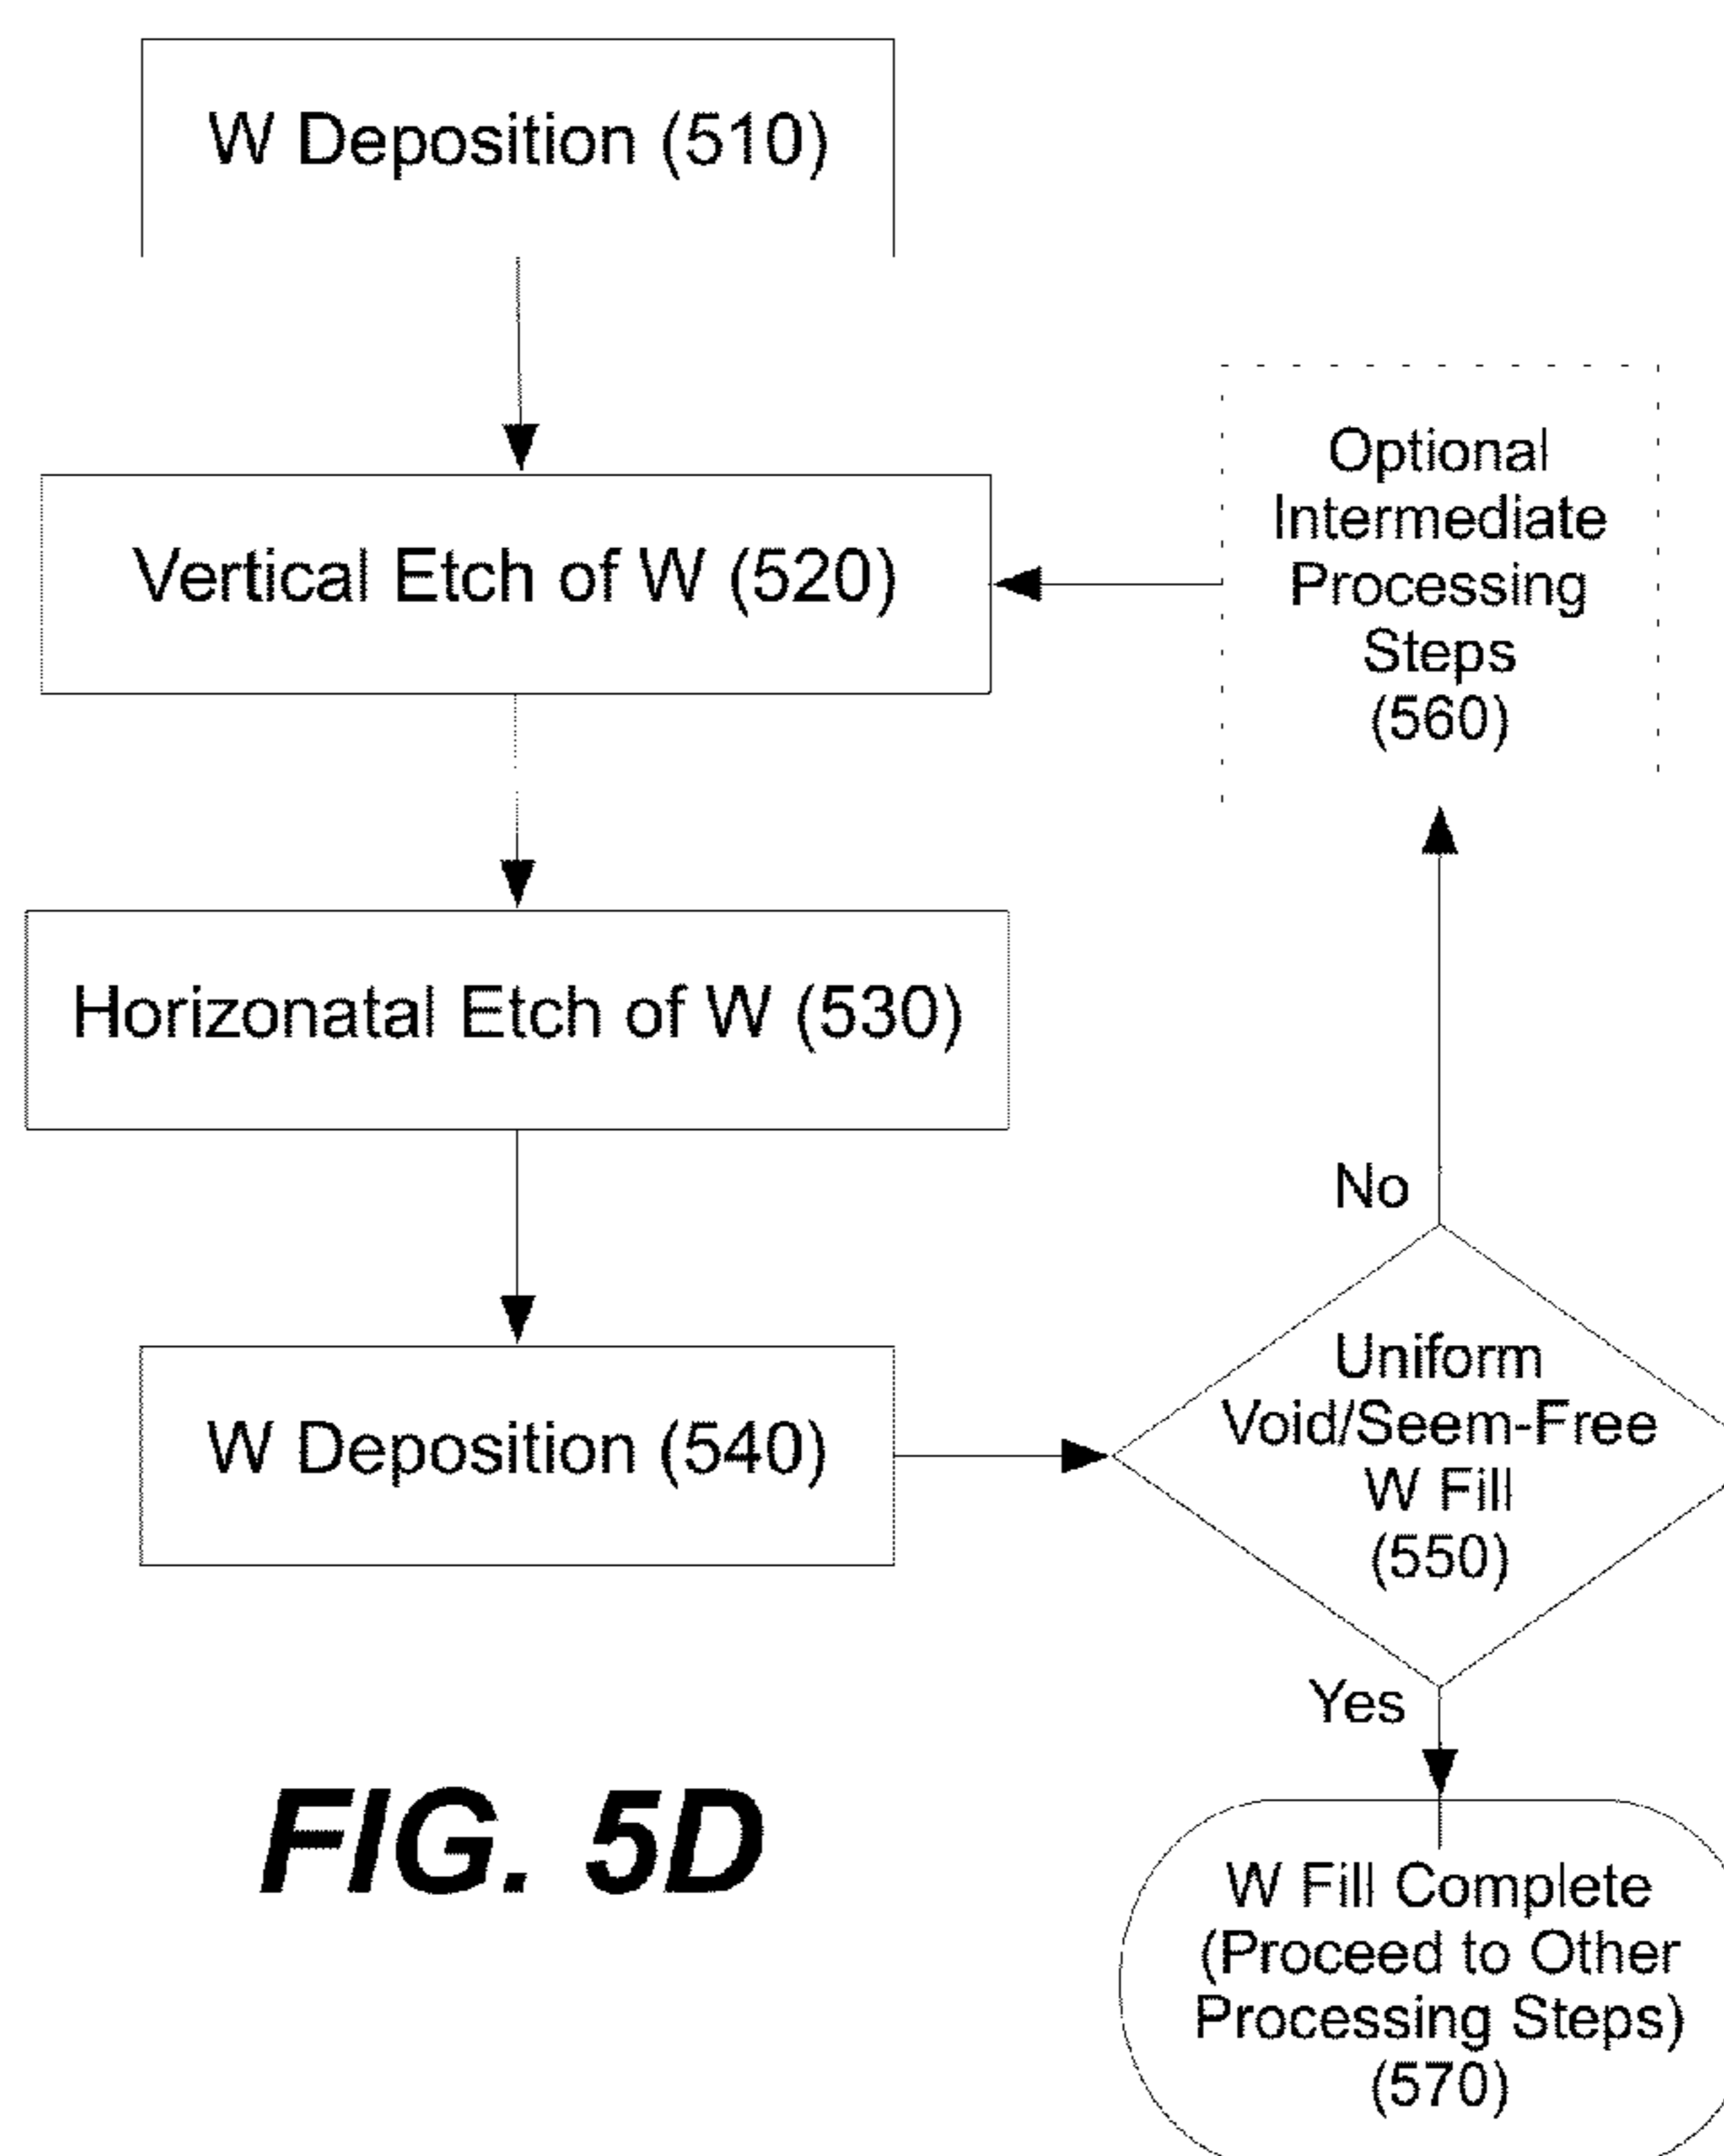 W Deposition (510)
Vertical Etch of W (520)
Optional
Intermediate
Processing
Steps
(560)
Horizonatal Etch of W (530)
No
W Deposition (540)
Uniform
Void/Seem-Free
W Fill
(550)
Yes
FIG. 5D
W Fill Complete
(Proceed to Other
Processing Steps)
(570)